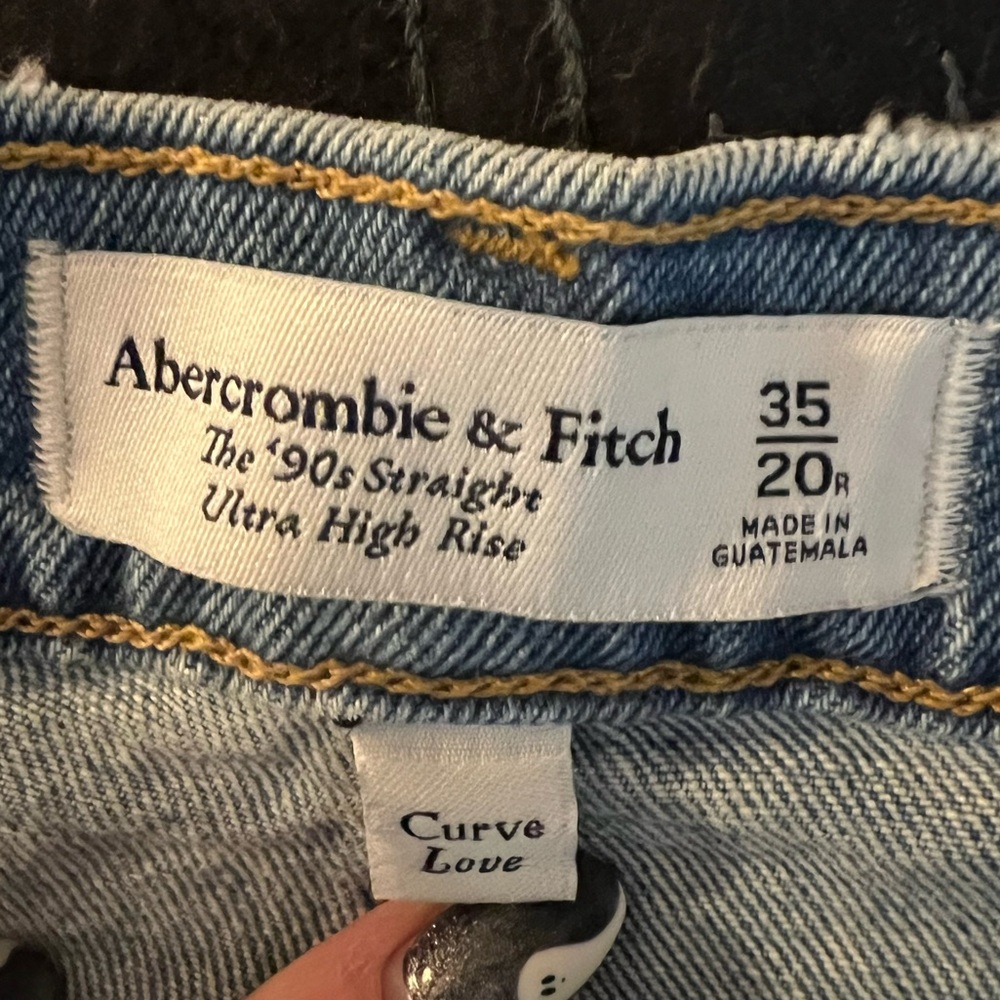 Abercrombie & Fitch
The ‘90s Straight
Ultra High Rise
35
20R
MADE IN
GUATEMALA
Curve
Love